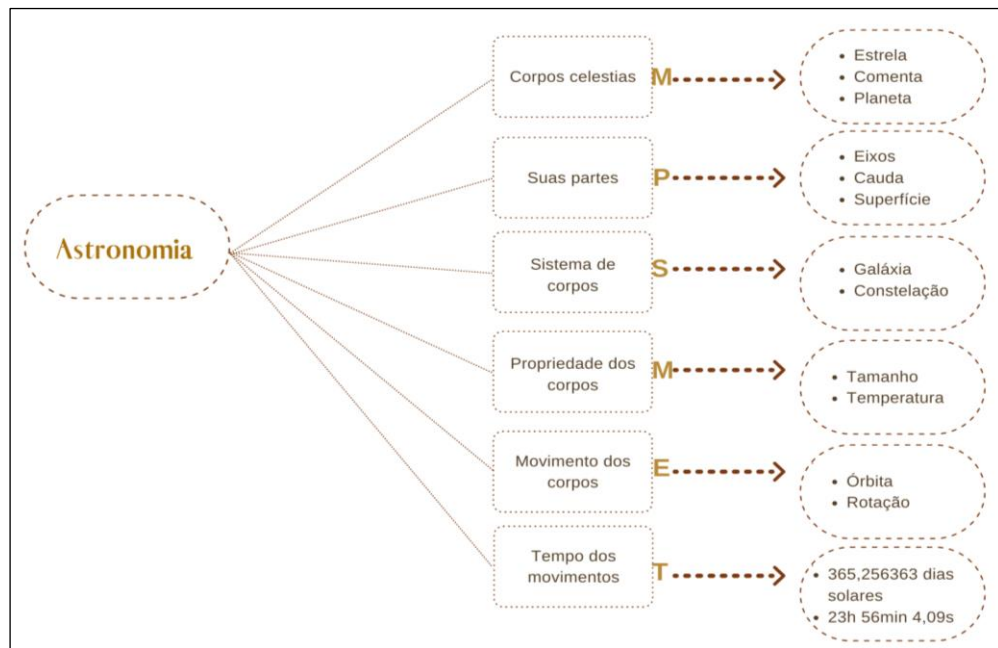 Astronomia
Corpos celestias
M
• Estrela
• Comenta
• Planeta
Suas partes
P
• Eixos
• Cauda
• Superfície
Sistema de
corpos
S
• Galáxia
• Constelação
Propriedade dos
corpos
M
• Tamanho
• Temperatura
Movimento dos
corpos
E
• Órbita
• Rotação
Tempo dos
movimentos
T
• 365,256363 dias
solares
• 23h 56min 4,09s